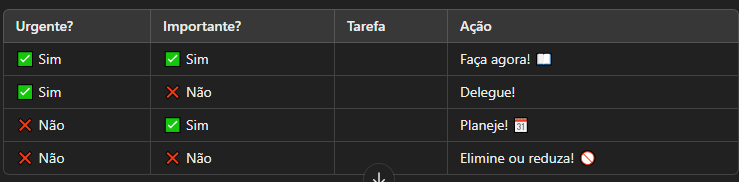 Urgente? Importante? Tarefa Ação
✅ Sim ✅ Sim Faça agora! 📖
✅ Sim ❌ Não Delegue!
❌ Não ✅ Sim Planeje! 📅
❌ Não ❌ Não Elimine ou reduza! 🚫